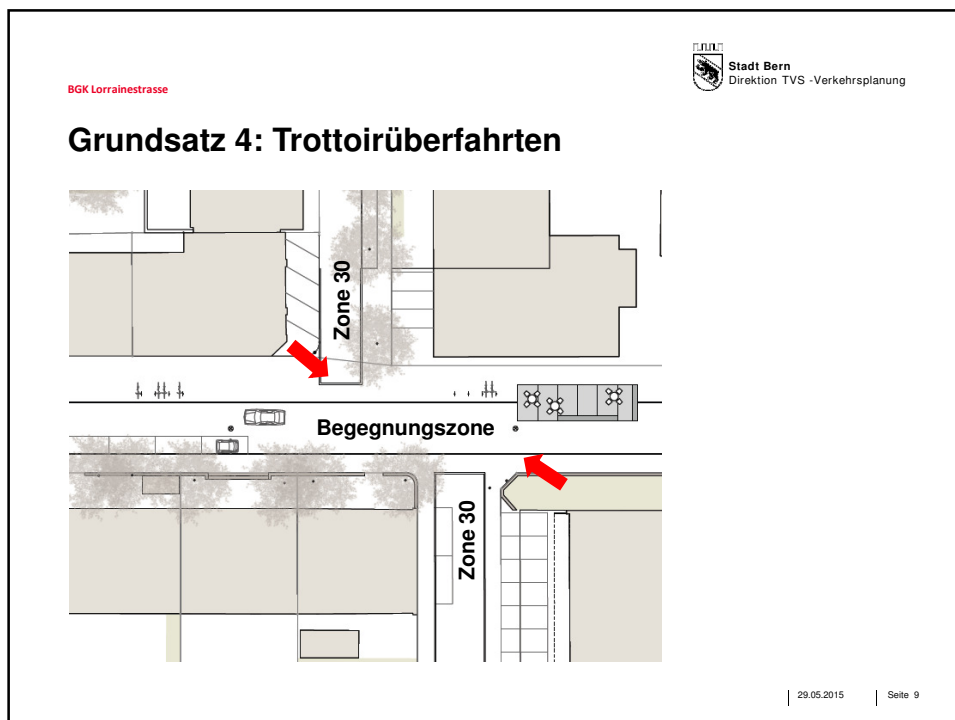 Stadt Bern
Direktion TVS -Verkehrsplanung
BGK Lorrainestrasse
Grundsatz 4: Trottoirüberfahrten
Zone 30
Begegnungszone
Zone 30
29.05.2015
Seite 9